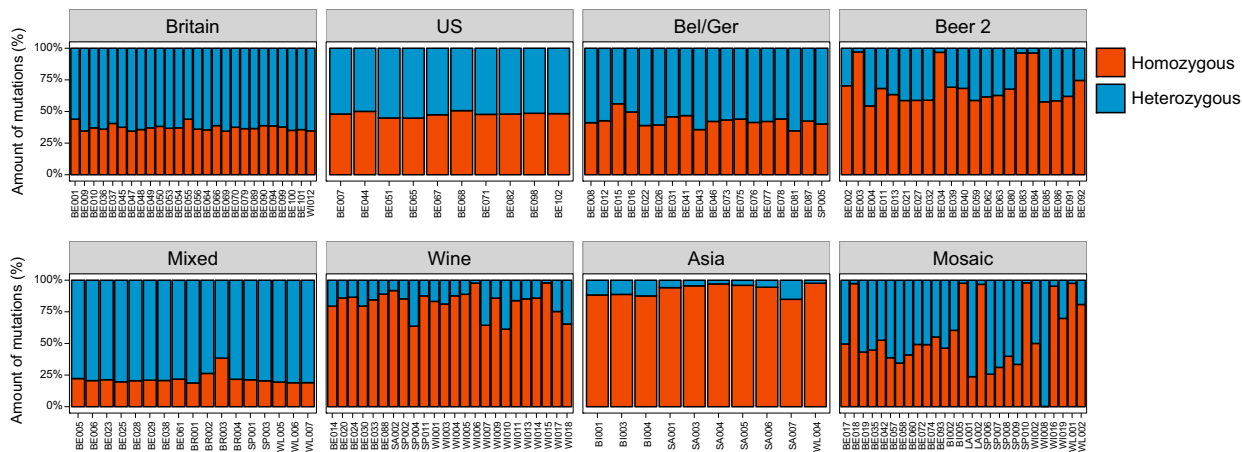 Britain US Bel/Ger Beer 2
Amount of mutations (%)
100%
75%
50%
25%
0%
Homozygous
Heterozygous
BE001 BE009 BE010 BE036 BE037 BE045 BE047 BE048 BE049 BE050 BE053 BE054 BE055 BE056 BE064 BE066 BE069 BE070 BE079 BE089 BE090 BE094 BE099 BE100 BE101 WI012
BE007 BE044 BE051 BE065 BE067 BE068 BE071 BE082 BE098 BE102
BE008 BE012 BE015 BE016 BE022 BE026 BE031 BE041 BE043 BE046 BE073 BE075 BE076 BE077 BE078 BE081 BE087 SP005
BE002 BE003 BE004 BE011 BE013 BE021 BE027 BE032 BE034 BE039 BE040 BE059 BE062 BE063 BE080 BE083 BE084 BE085 BE086 BE091 BE092
Mixed Wine Asia Mosaic
Amount of mutations (%)
100%
75%
50%
25%
0%
BE005 BE006 BE023 BE025 BE028 BE029 BE038 BE061 BR001 BR002 BR003 BR004 SP001 SP003 WL005 WL006 WL007
BE014 BE020 BE024 BE030 BE033 BE088 SA002 SP002 SP004 SP011 WI001 WI003 WI004 WI005 WI006 WI007 WI009 WI010 WI011 WI013 WI014 WI015 WI017 WI018
BI001 BI003 BI004 SA001 SA003 SA004 SA005 SA006 SA007 WL004
BE017 BE018 BE019 BE035 BE042 BE057 BE058 BE060 BE072 BE074 BE093 BI002 BI005 LA001 LA002 SP006 SP007 SP008 SP009 SP010 WI002 WI008 WI016 WI019 WL001 WL002